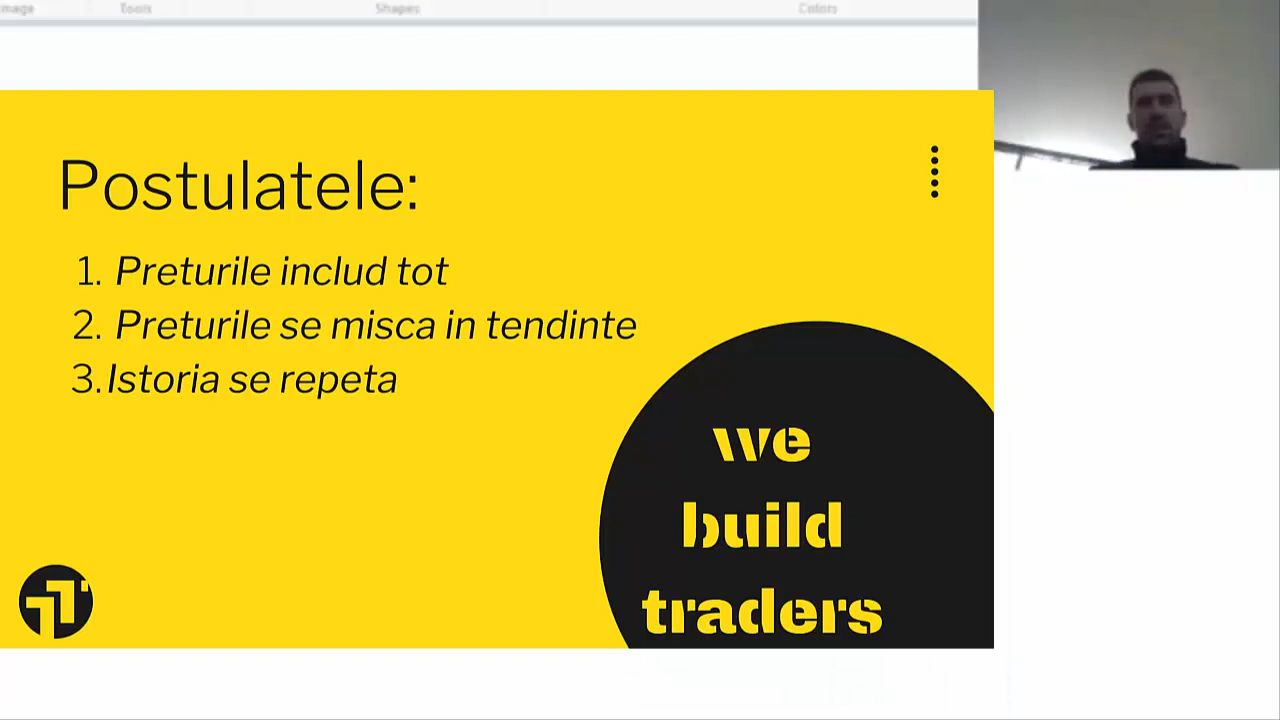 Tools
Shapes
Colors
Postulatele:
1. Preturile includ tot
2. Preturile se misca in tendinte
3. Istoria se repeta
we
build
traders